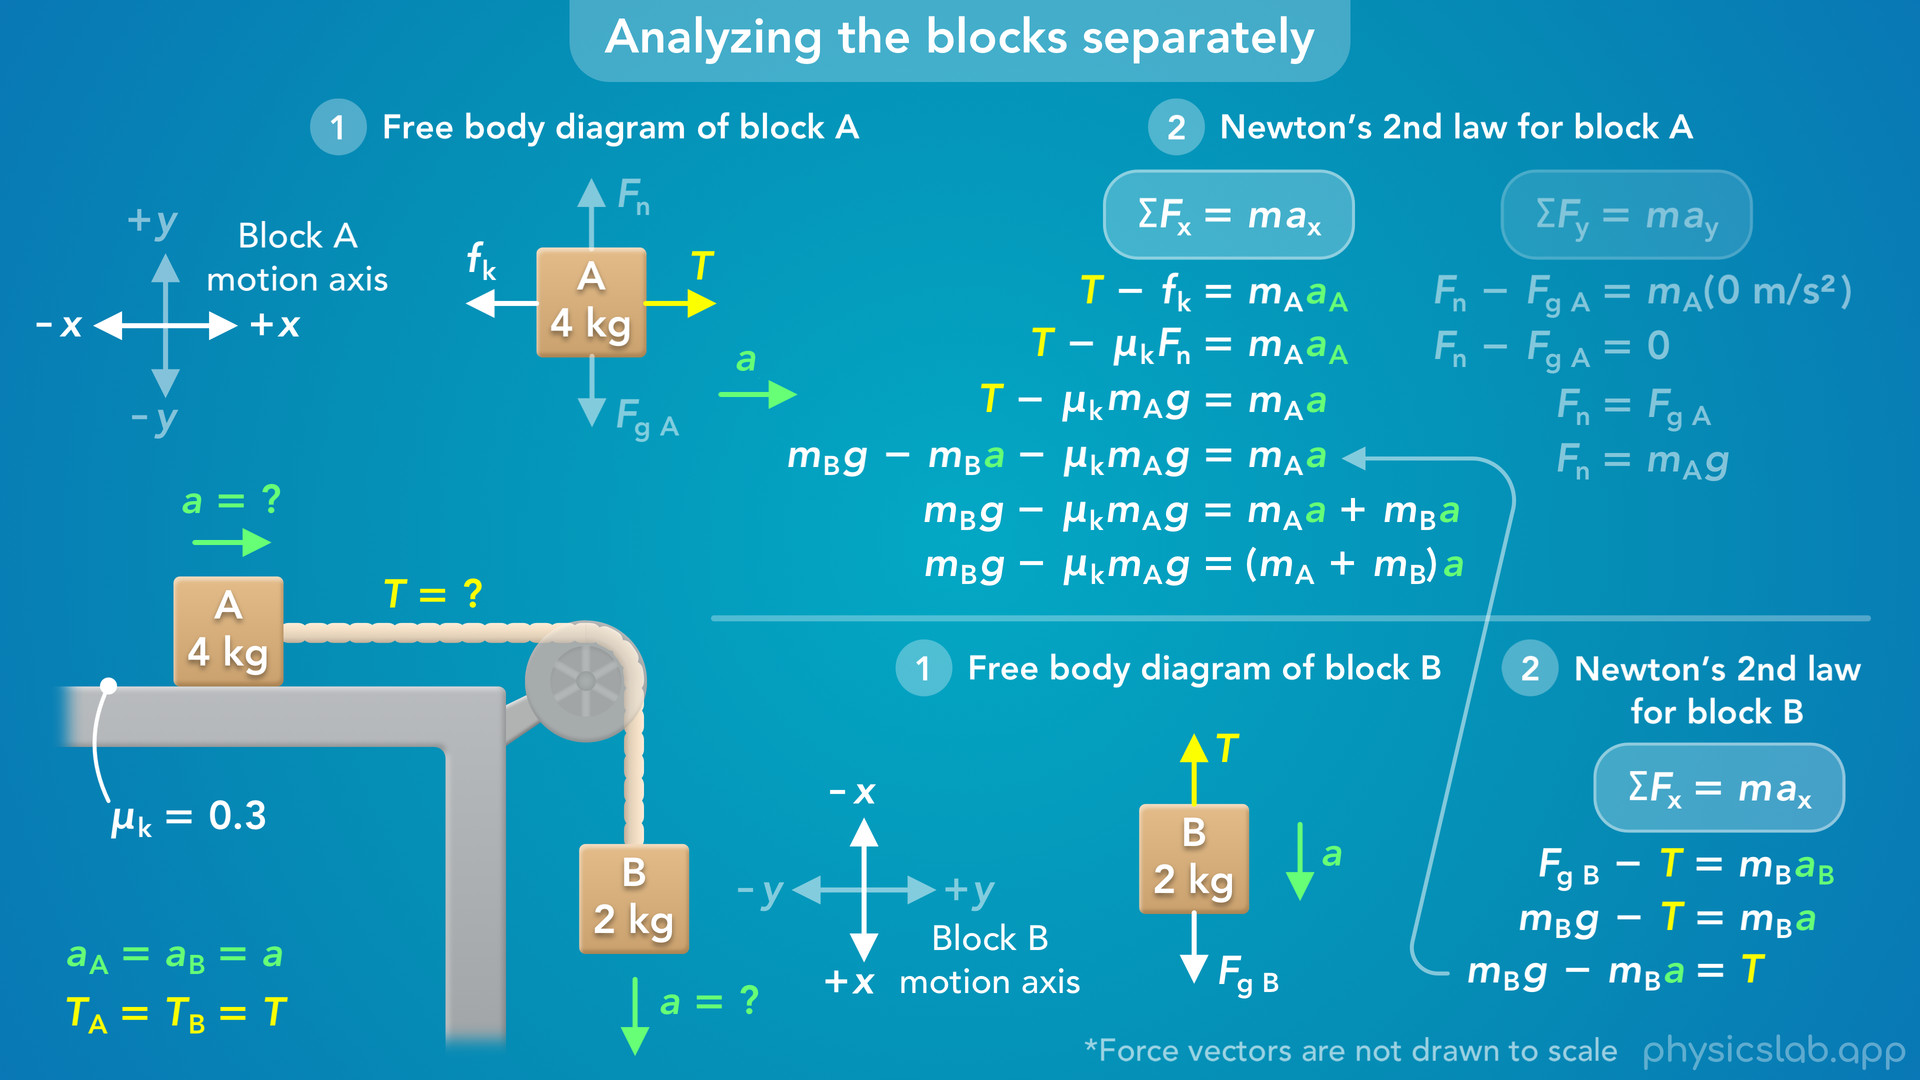 Analyzing the blocks separately
1 Free body diagram of block A
+y
Block A
motion axis
-x
+x
-y
Fn
fk
T
A
4 kg
Fg A
a
2 Newton's 2nd law for block A
ΣFx = max
T − fk = mAaA
T − μkFn = mAaA
T − μkmAg = mAa
mBg − mBa − μkmAg = mAa
mBg − μkmAg = mAa + mBa
mBg − μkmAg = (mA + mB)a
ΣFy = may
Fn − Fg A = mA(0 m/s²)
Fn − Fg A = 0
Fn = Fg A
Fn = mAg
a = ?
A
4 kg
T = ?
μk = 0.3
B
2 kg
a = ?
aA = aB = a
TA = TB = T
1 Free body diagram of block B
-x
-y
+y
+x
Block B
motion axis
T
B
2 kg
a
Fg B
2 Newton's 2nd law
for block B
ΣFx = max
Fg B − T = mBaB
mBg − T = mBa
mBg − mBa = T
*Force vectors are not drawn to scale
physicslab.app